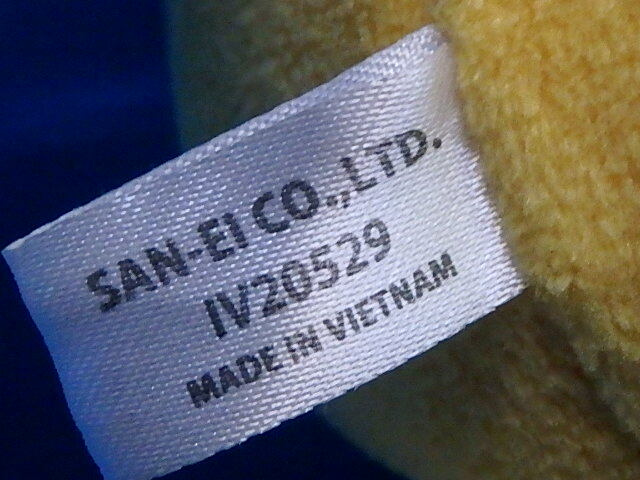 SAN-EI CO.,LTD.
IV20529
MADE IN VIETNAM